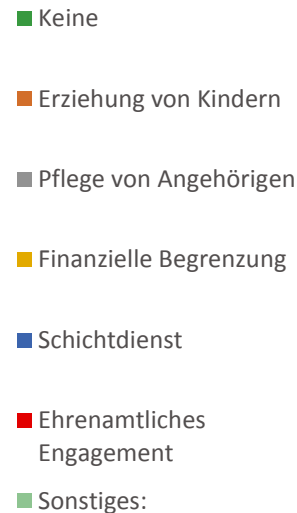 Keine
Erziehung von Kindern
Pflege von Angehörigen
Finanzielle Begrenzung
Schichtdienst
Ehrenamtliches
Engagement
Sonstiges: